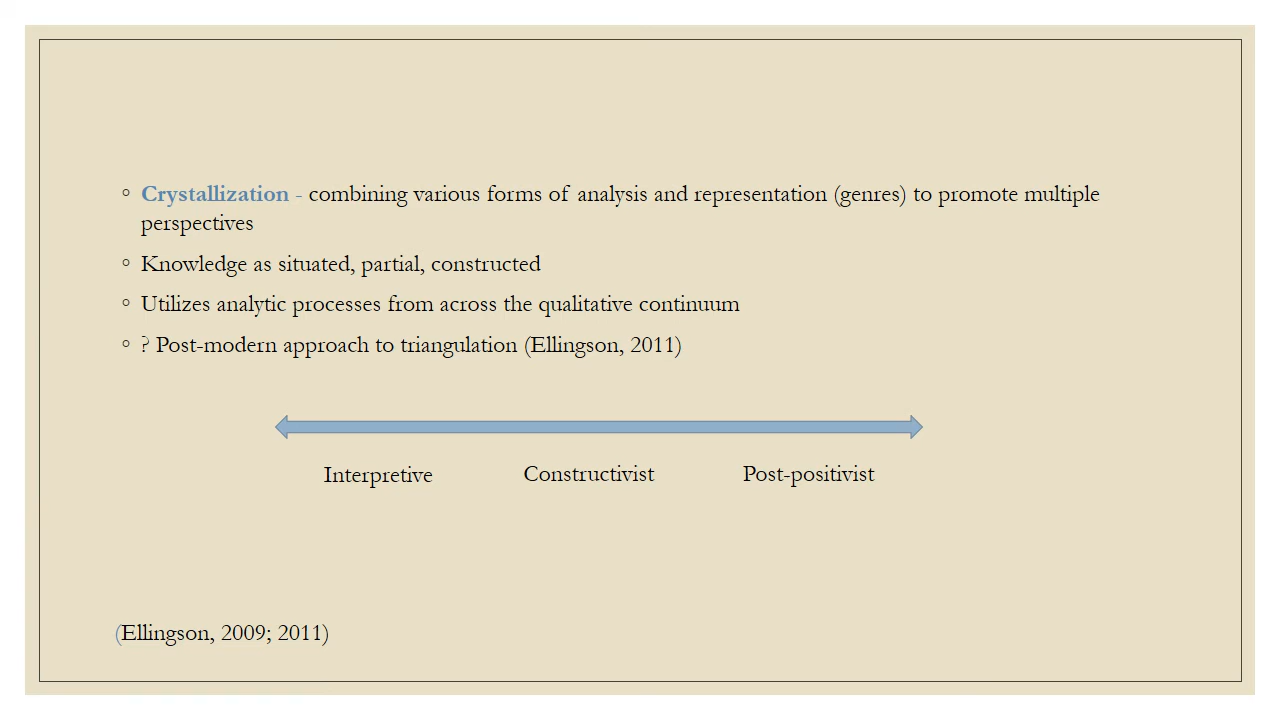 ◦ Crystallization - combining various forms of analysis and representation (genres) to promote multiple
perspectives
◦ Knowledge as situated, partial, constructed
◦ Utilizes analytic processes from across the qualitative continuum
◦ ? Post-modern approach to triangulation (Ellingson, 2011)
Interpretive Constructivist Post-positivist
(Ellingson, 2009; 2011)